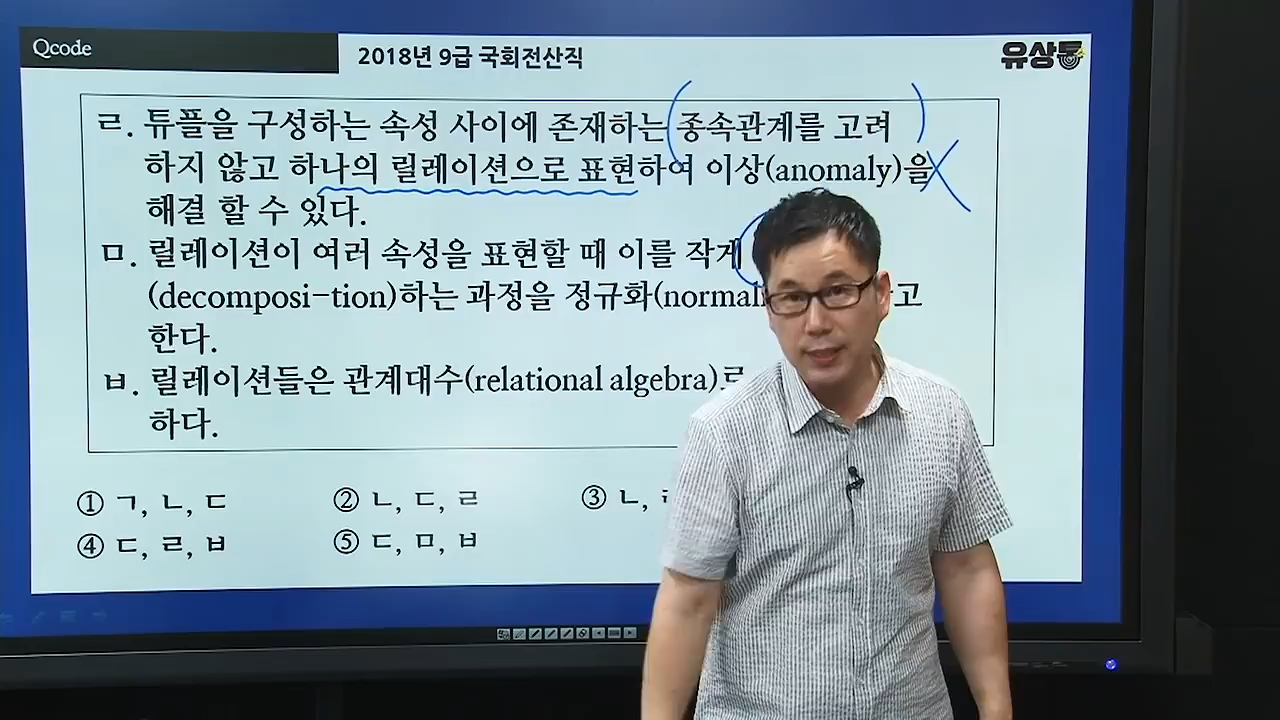 Qcode
2018년 9급 국회전산직
유상통
ㄹ. 튜플을 구성하는 속성 사이에 존재하는 종속관계를 고려
하지 않고 하나의 릴레이션으로 표현하여 이상(anomaly)을
해결 할 수 있다.
ㅁ. 릴레이션이 여러 속성을 표현할 때 이를 작게
(decomposi-tion)하는 과정을 정규화(normal 고
한다.
ㅂ. 릴레이션들은 관계대수(relational algebra)로
하다.
① ㄱ, ㄴ, ㄷ ② ㄴ, ㄷ, ㄹ ③ ㄴ,
④ ㄷ, ㄹ, ㅂ ⑤ ㄷ, ㅁ, ㅂ